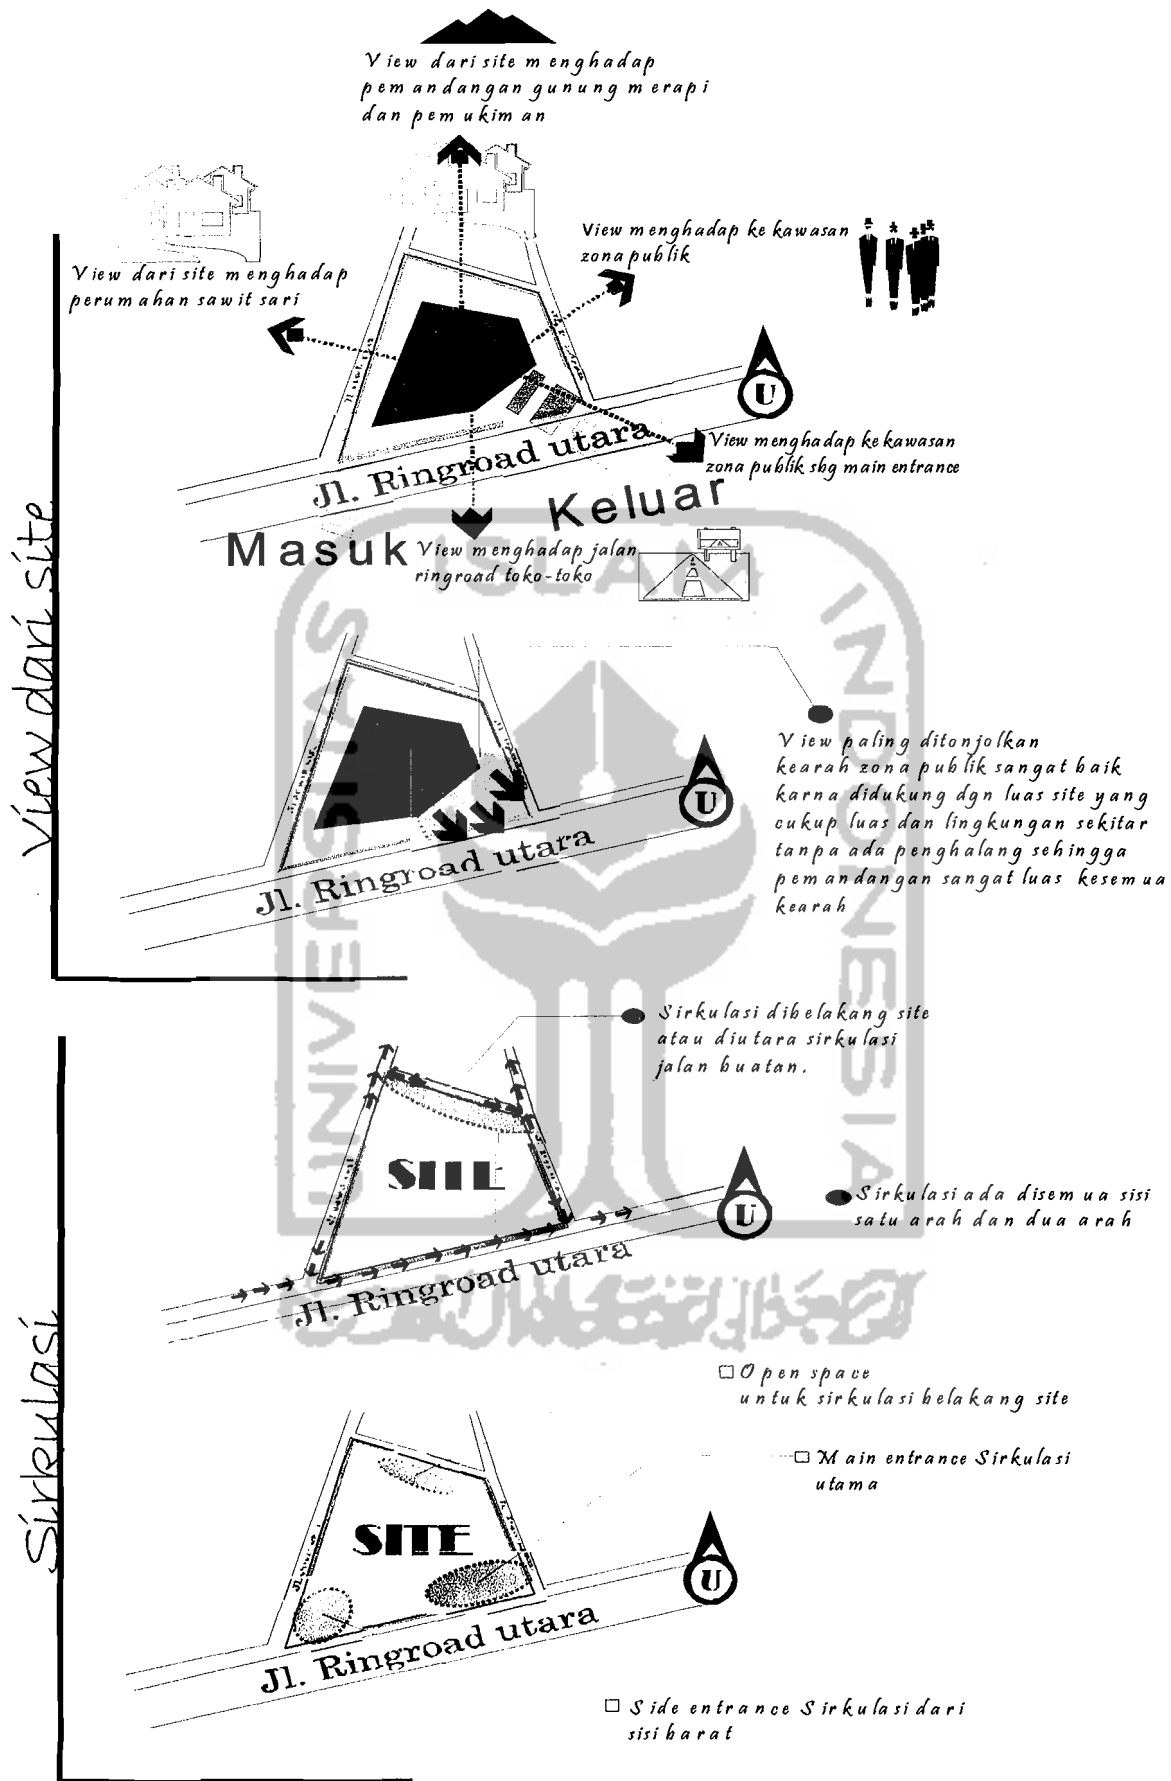 View dari site menghadap
pemandangan gunung merapi
dan pemukiman
View menghadap ke kawasan
zona publik
View dari site menghadap
perumahan sawit sari
U
View menghadap ke kawasan
zona publik sbg main entrance
Jl. Ringroad utara
Masuk
Keluar
View menghadap jalan
ringroad toko-toko
View dari site
View paling ditonjolkan
kearah zona publik sangat baik
karna didukung dgn luas site yang
cukup luas dan lingkungan sekitar
tanpa ada penghalang sehingga
pemandangan sangat luas kesemua
kearah
U
Jl. Ringroad utara
UNIVERSITAS
ISLAM
INDONESIA
Sirkulasi dibelakang site
atau diutara sirkulasi
jalan buatan.
SITE
U
Sirkulasi ada disemua sisi
satu arah dan dua arah
Jl. Ringroad utara
Sirkulasi
Open space
untuk sirkulasi belakang site
Main entrance Sirkulasi
utama
SITE
U
Jl. Ringroad utara
Side entrance Sirkulasi dari
sisi barat